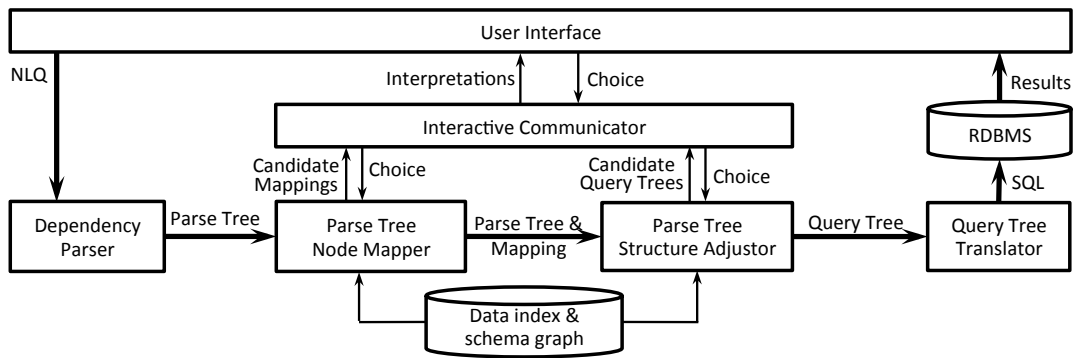 User Interface
NLQ
Interpretations
Choice
Results
Interactive Communicator
RDBMS
Candidate
Mappings
Choice
Candidate
Query Trees
Choice
SQL
Dependency
Parser
Parse Tree
Parse Tree
Node Mapper
Parse Tree &
Mapping
Parse Tree
Structure Adjustor
Query Tree
Query Tree
Translator
Data index &
schema graph